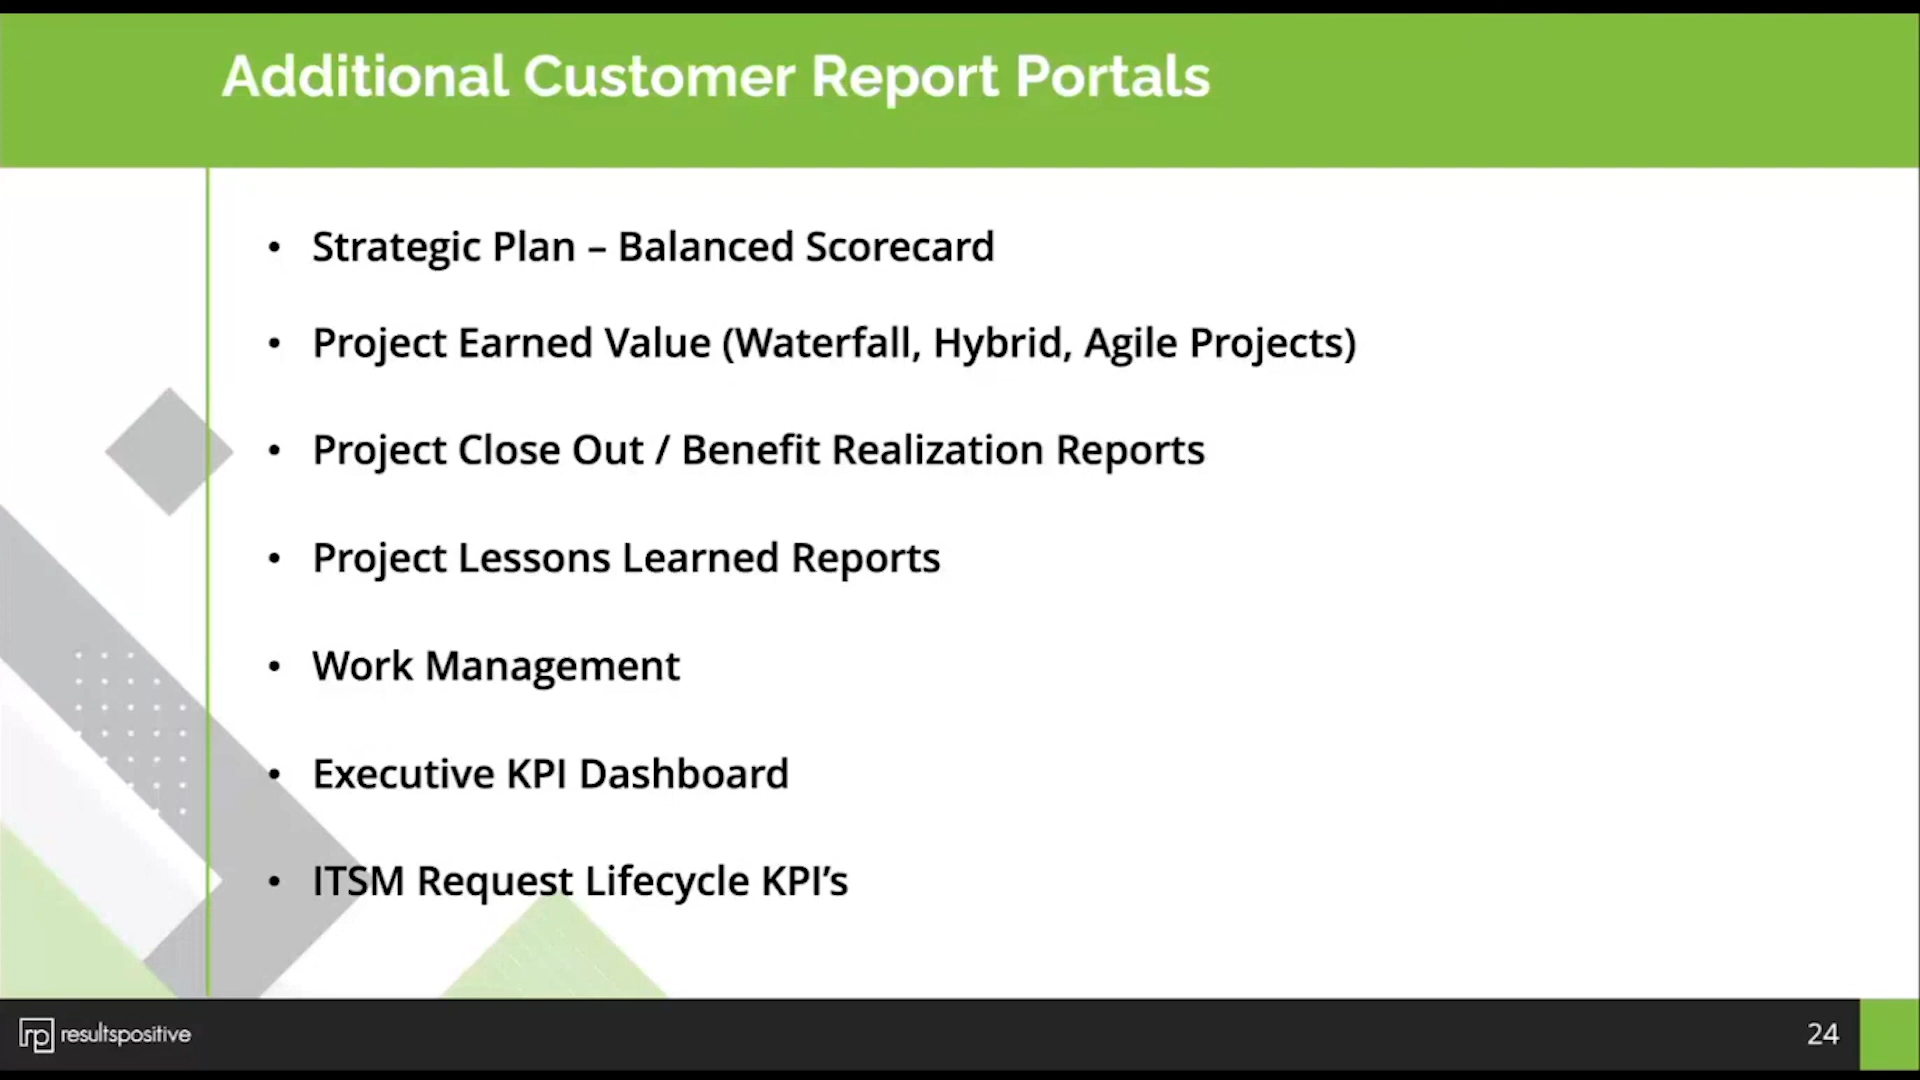 Additional Customer Report Portals
• Strategic Plan – Balanced Scorecard
• Project Earned Value (Waterfall, Hybrid, Agile Projects)
• Project Close Out / Benefit Realization Reports
• Project Lessons Learned Reports
• Work Management
• Executive KPI Dashboard
• ITSM Request Lifecycle KPI’s
rp resultspositive
24